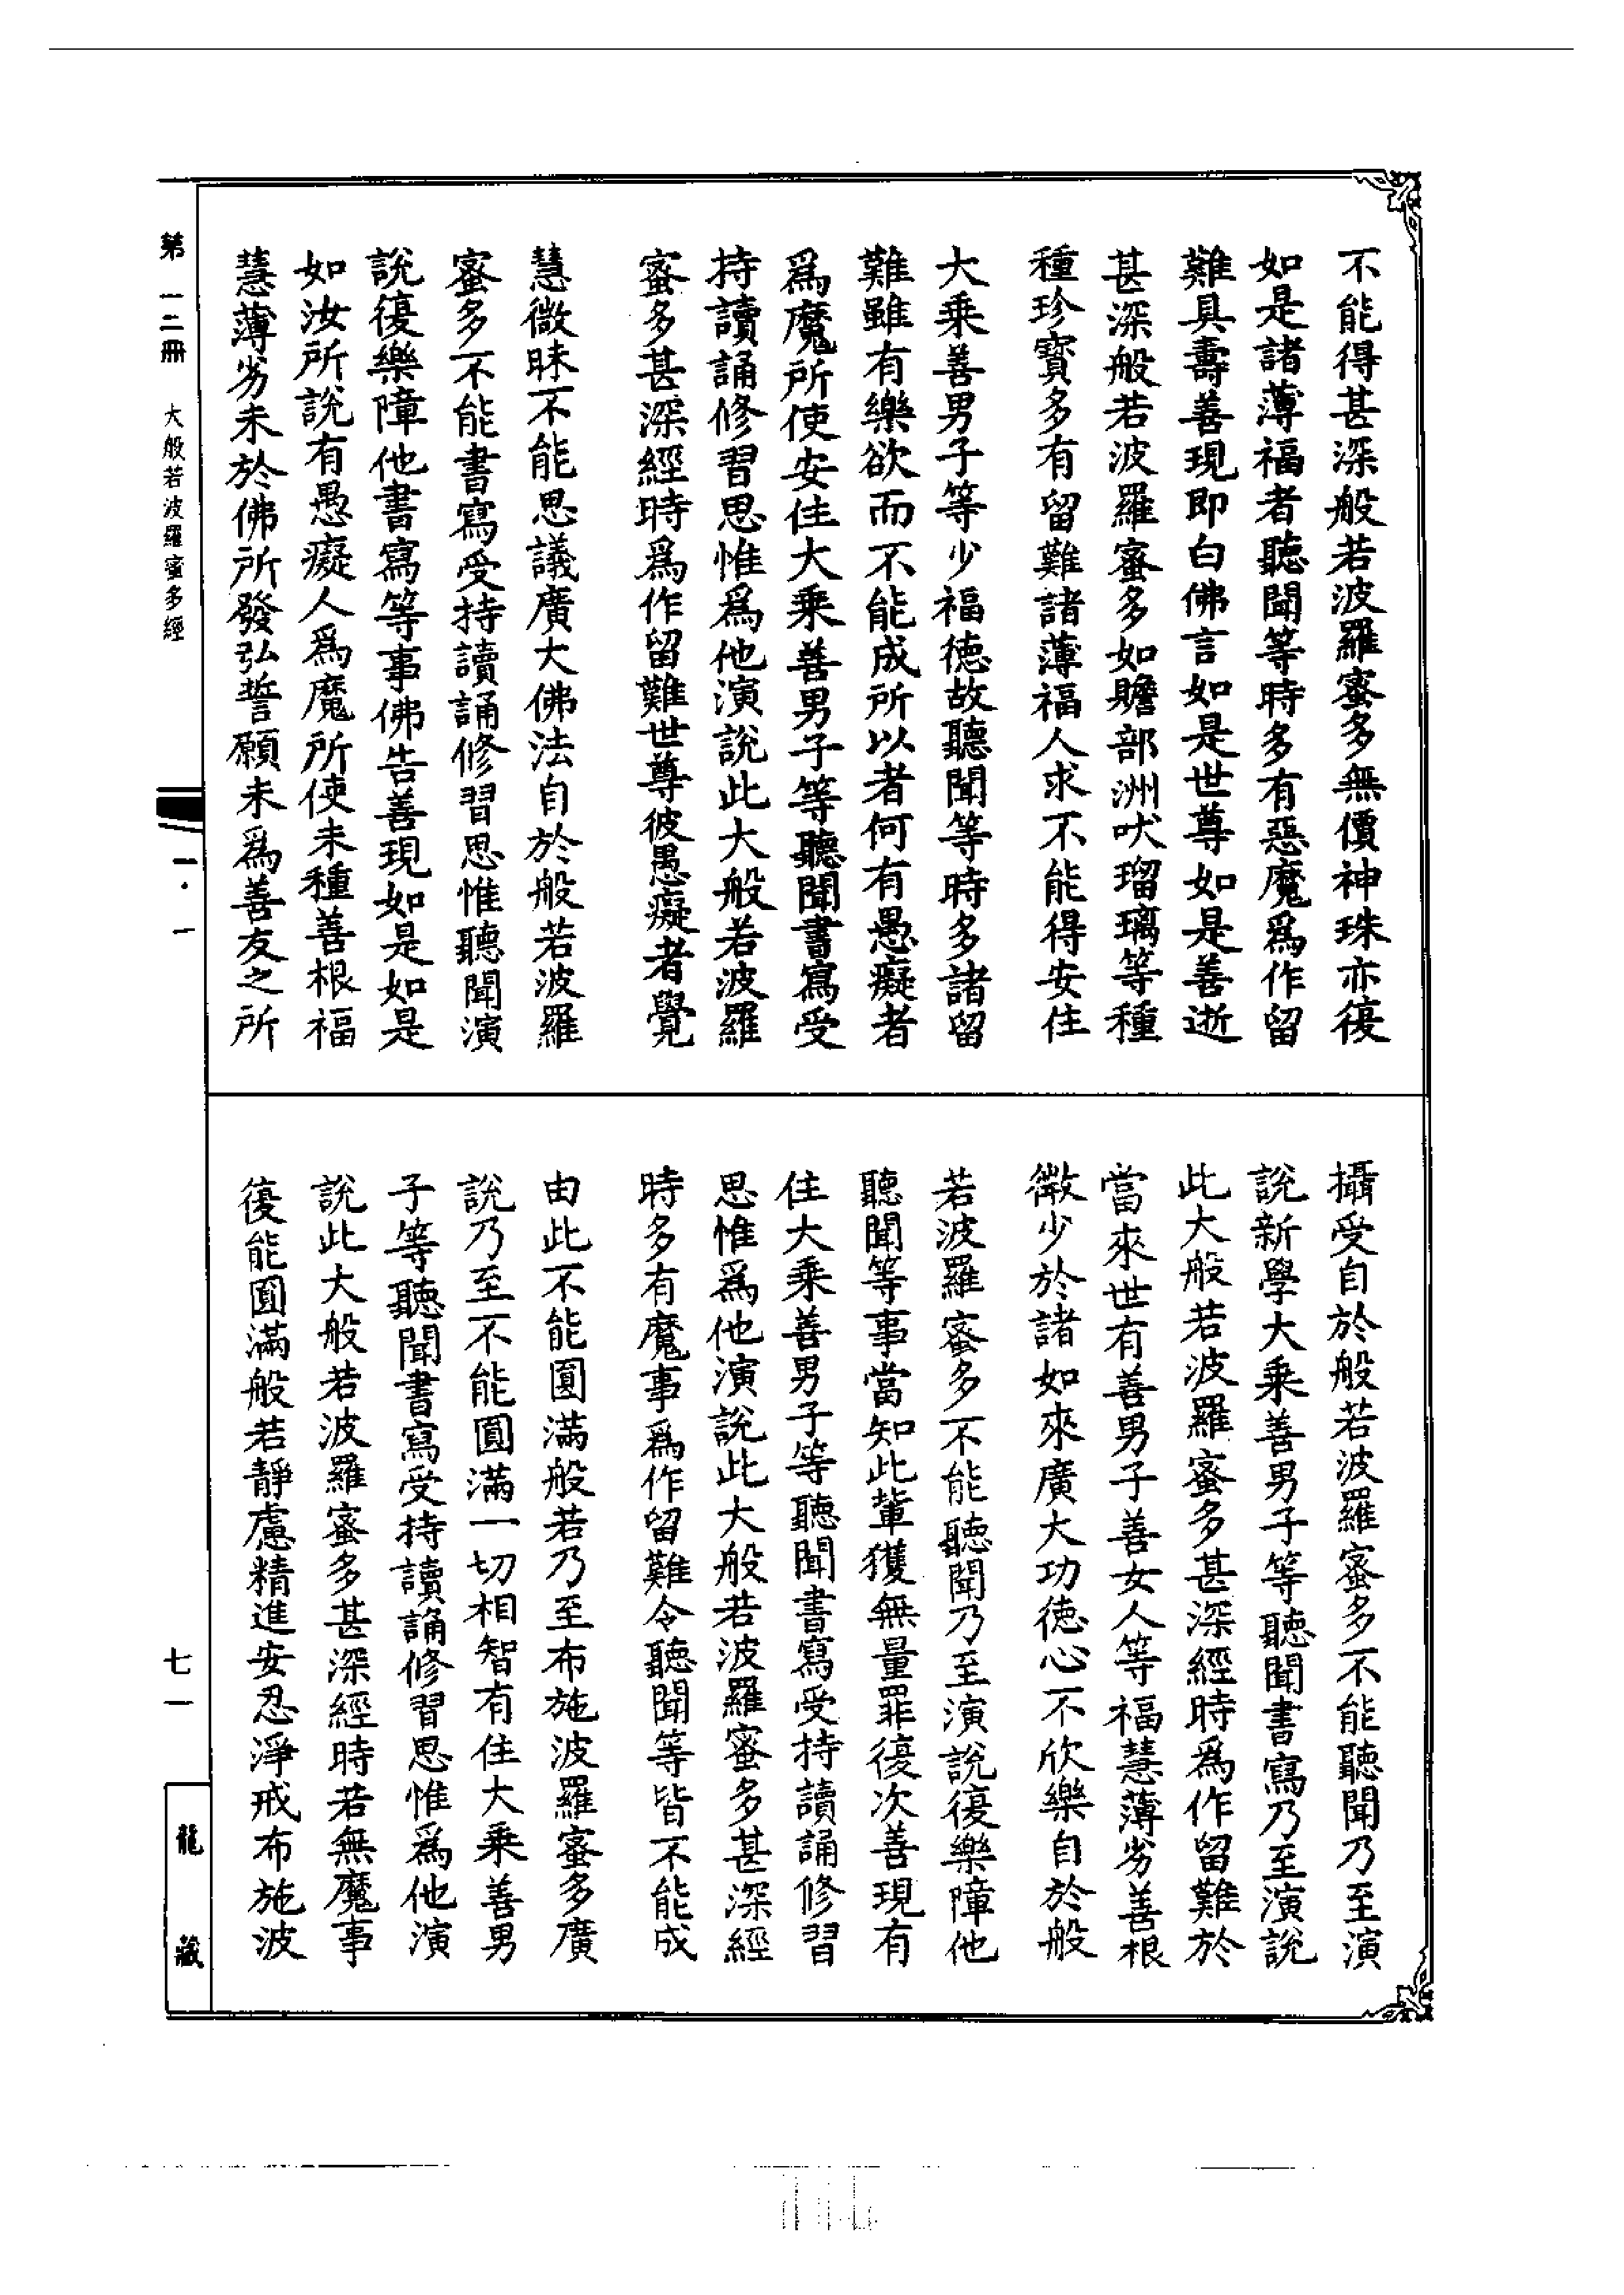 不能得甚深般若波羅蜜多無價神珠亦復
如是諸薄福者聽聞等時多有惡魔為作留
難具壽善現即白佛言如是世尊如是善逝
甚深般若波羅蜜多如贍部洲吠瑠璃等種
種珍寶多有留難諸薄福人求不能得安住
大乘善男子等少福徳故聽聞等時多諸留
難雖有樂欲而不能成所以者何有愚癡者
為魔所使安住大乘善男子等聽聞書寫受
持讀誦修習思惟為他演說此大般若波羅
蜜多甚深經時為作留難世尊彼愚癡者覺
慧微昧不能思議廣大佛法自於般若波羅
蜜多不能書寫受持讀誦修習思惟聽聞演
說復樂障他書寫等事佛告善現如是如是
如汝所說有愚癡人為魔所使未種善根福
慧薄劣未於佛所發弘誓願未為善友之所
攝受自於般若波羅蜜多不能聽聞乃至演
說新學大乘善男子等聽聞書寫乃至演說
此大般若波羅蜜多甚深經時為作留難於
當來世有善男子善女人等福慧薄劣善根
微少於諸如來廣大功徳心不欣樂自於般
若波羅蜜多不能聽聞乃至演說復樂障他
聽聞等事當知此輩獲無量罪復次善現有
住大乘善男子等聽聞書寫受持讀誦修習
思惟為他演說此大般若波羅蜜多甚深經
時多有魔事為作留難令聽聞等皆不能成
由此不能圓滿般若乃至布施波羅蜜多廣
說乃至不能圓滿一切相智有住大乘善男
子等聽聞書寫受持讀誦修習思惟為他演
說此大般若波羅蜜多甚深經時若無魔事
復能圓滿般若靜慮精進安忍淨戒布施波
第一三冊 大般若波羅蜜多經 一·一 七一 龍藏